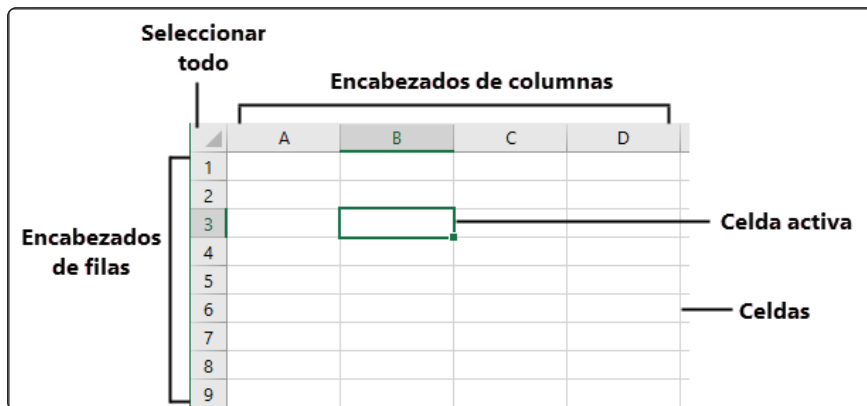 Seleccionar
todo
Encabezados de columnas
A B C D
1
2
3
4
5
6
7
8
9
Encabezados
de filas
Celda activa
Celdas